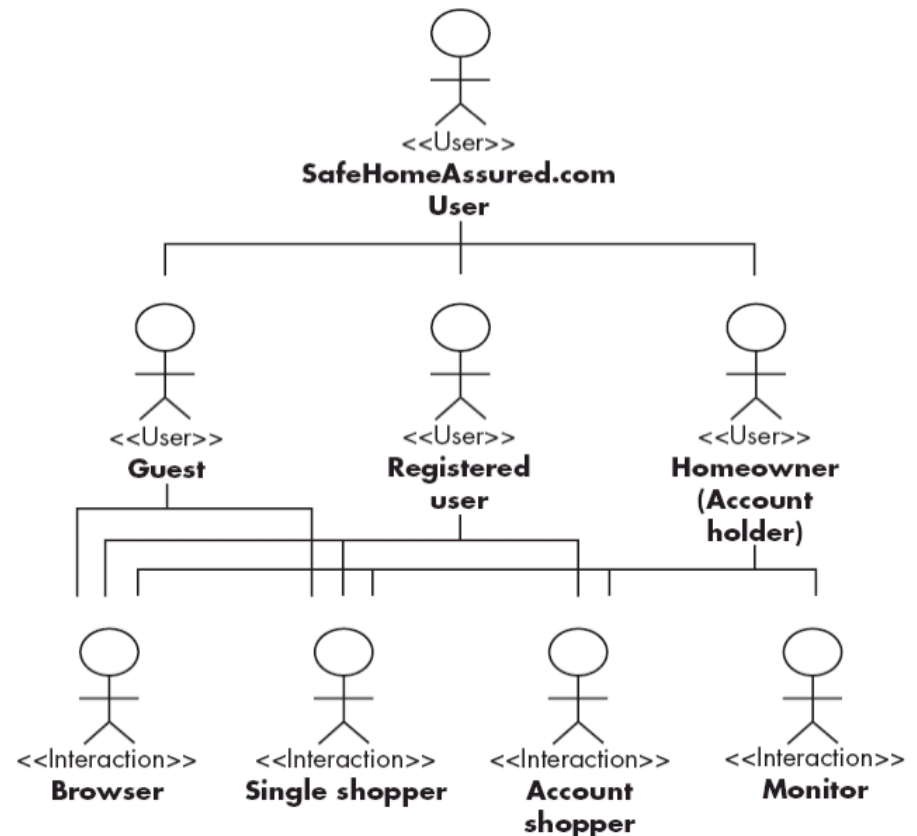 <<User>>
SafeHomeAssured.com
User
<<User>>
Guest
<<User>>
Registered
user
<<User>>
Homeowner
(Account
holder)
<<Interaction>>
Browser
<<Interaction>>
Single shopper
<<Interaction>>
Account
shopper
<<Interaction>>
Monitor